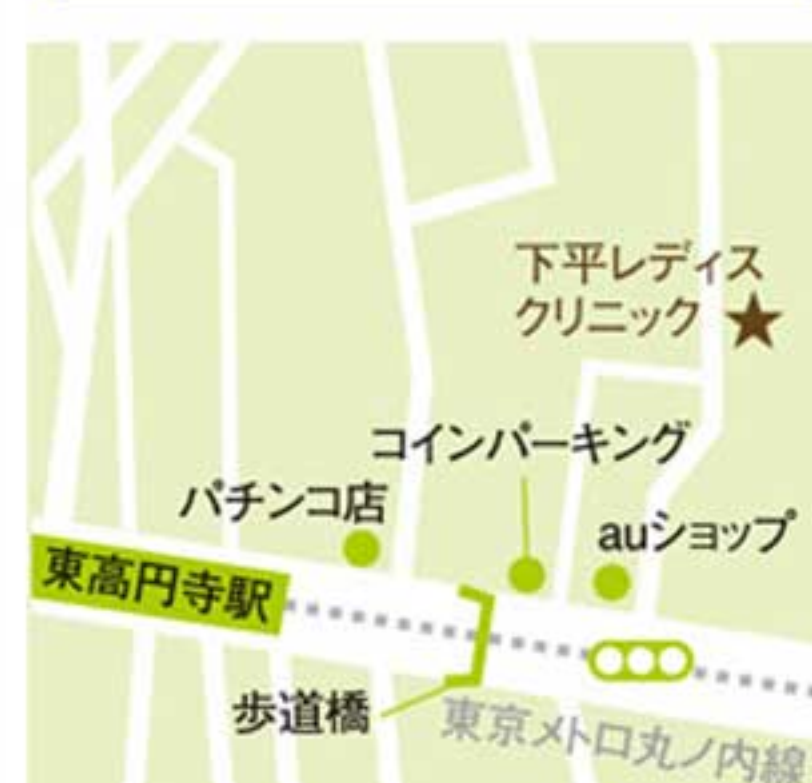 下平レディス
クリニック
コインパーキング
パチンコ店
auショップ
東高円寺駅
歩道橋
東京メトロ丸ノ内線